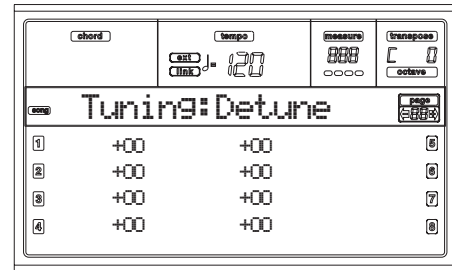 chord tempo measure transpose
ext ♩= 120 888 C 0
link octave
song Tuning:Detune page
88
1 +00 +00 5
2 +00 +00 6
3 +00 +00 7
4 +00 +00 8